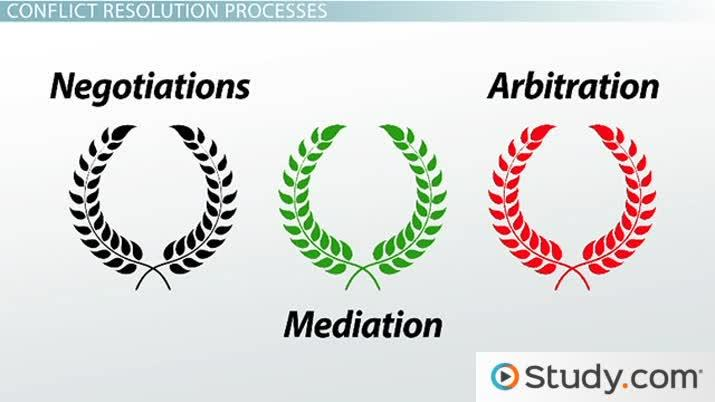 CONFLICT RESOLUTION PROCESSES
Negotiations
Arbitration
Mediation
Study.com